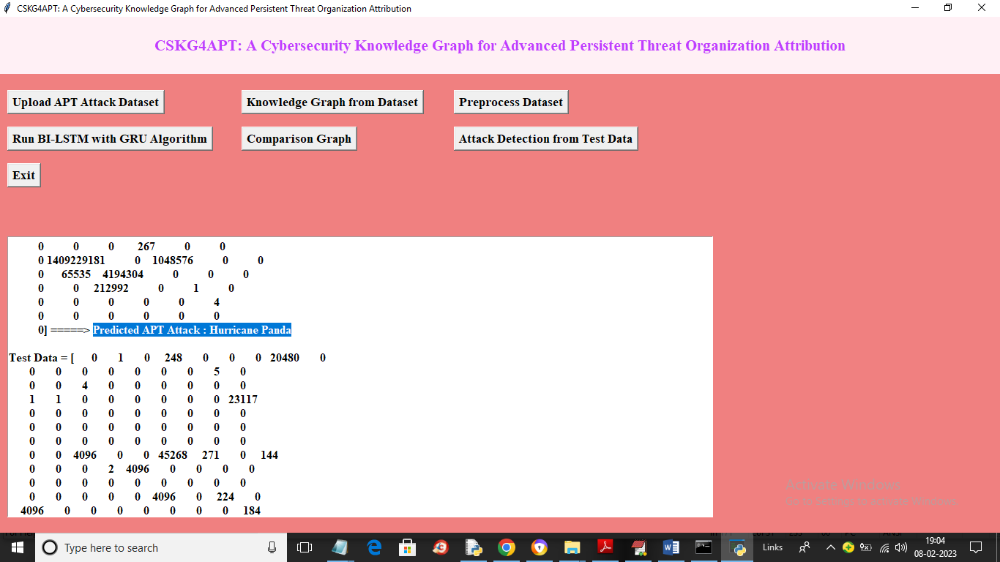 CSKG4APT: A Cybersecurity Knowledge Graph for Advanced Persistent Threat Organization Attribution
CSKG4APT: A Cybersecurity Knowledge Graph for Advanced Persistent Threat Organization Attribution
Upload APT Attack Dataset Knowledge Graph from Dataset Preprocess Dataset
Run BI-LSTM with GRU Algorithm Comparison Graph Attack Detection from Test Data
Exit
0 0 0 267 0 0
0 1409229181 0 1048576 0 0
0 65535 4194304 0 0 0
0 0 212992 0 1 0
0 0 0 0 0 4
0 0 0 0 0 0
0] =====> Predicted APT Attack : Hurricane Panda
Test Data = [ 0 1 0 248 0 0 0 20480 0
0 0 0 0 0 0 0 5 0
0 0 4 0 0 0 0 0 0
1 1 0 0 0 0 0 0 23117
0 0 0 0 0 0 0 0 0
0 0 0 0 0 0 0 0 0
0 0 0 0 0 0 0 0 0
0 0 4096 0 0 45268 271 0 144
0 0 0 2 4096 0 0 0 0
0 0 0 0 0 0 0 0 0
0 0 0 0 0 4096 0 224 0
4096 0 0 0 0 0 0 0 184
Activate Windows
Go to Settings to activate Windows.
Type here to search
Links
19:04
08-02-2023